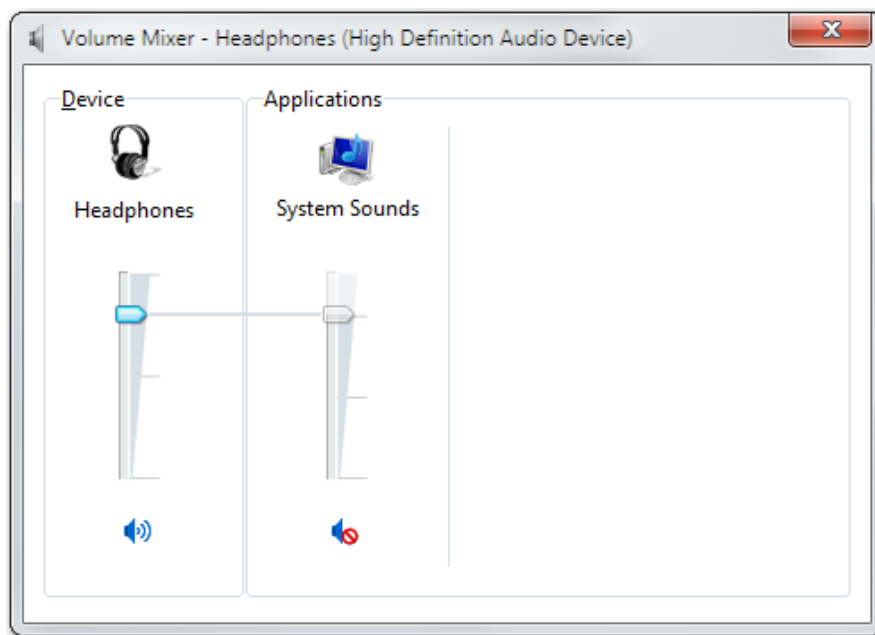 Volume Mixer - Headphones (High Definition Audio Device)
Device
Applications
Headphones
System Sounds